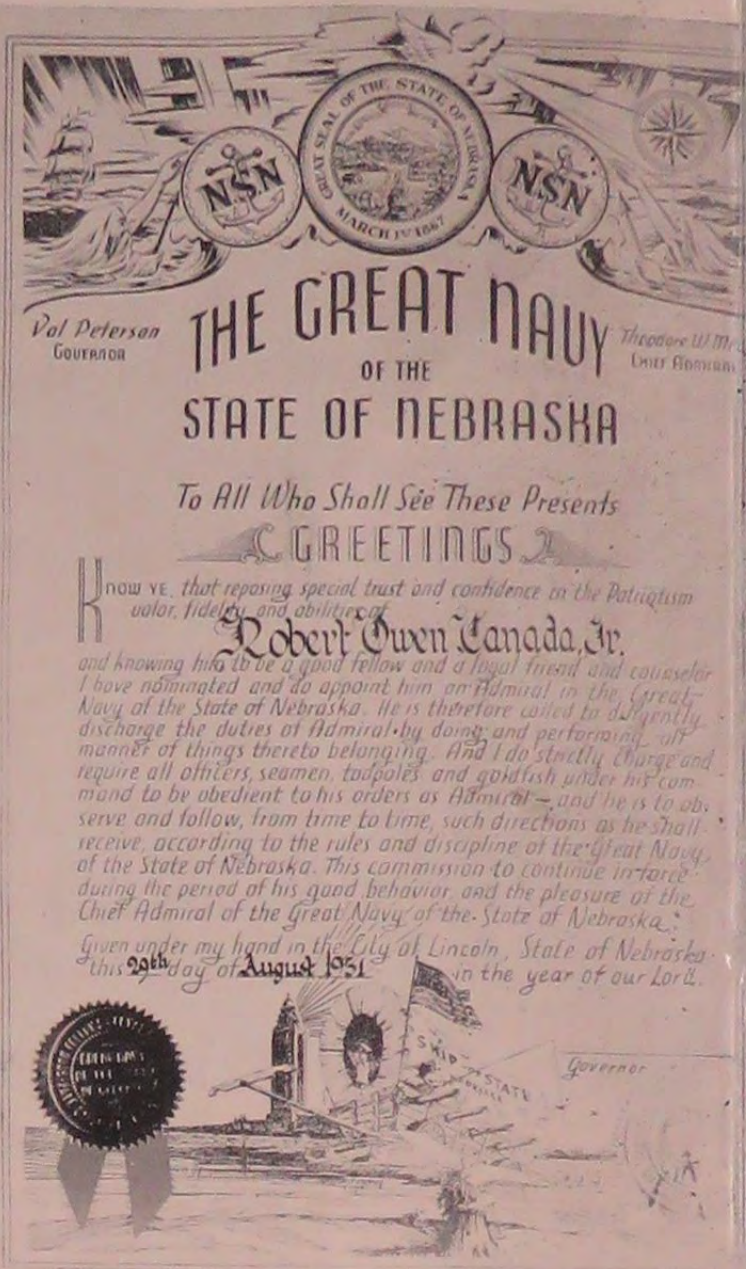 GREAT SEAL OF THE STATE OF NEBRASKA
MARCH 1ST 1867
NSN
NSN
Val Peterson
GOVERNOR
Theodore W.
CHIEF ADMIRAL
THE GREAT NAVY
OF THE
STATE OF NEBRASKA
To All Who Shall See These Presents
GREETINGS
KNOW YE, that reposing special trust and confidence in the Patriotism
valor, fidelity and abilities of
Robert Owen Canada, Jr.
and knowing him to be a good fellow and a loyal friend and counselor
I have nominated and do appoint him an Admiral in the Great
Navy of the State of Nebraska. He is therefore called to diligently
discharge the duties of Admiral by doing and performing all
manner of things thereto belonging. And I do strictly charge and
require all officers, seamen, tadpoles and goldfish under his com
mand to be obedient to his orders as Admiral — and he is to ob.
serve and follow, from time to time, such directions as he shall
receive, according to the rules and discipline of the Great Navy
of the State of Nebraska. This commission to continue in force
during the period of his good behavior, and the pleasure of the
Chief Admiral of the Great Navy of the State of Nebraska.
Given under my hand in the City of Lincoln, State of Nebraska
this 29th day of August 1951 in the year of our Lord.
SHIP OF STATE
Governor
GREAT NAVY
OF THE STATE
OF NEBRASKA